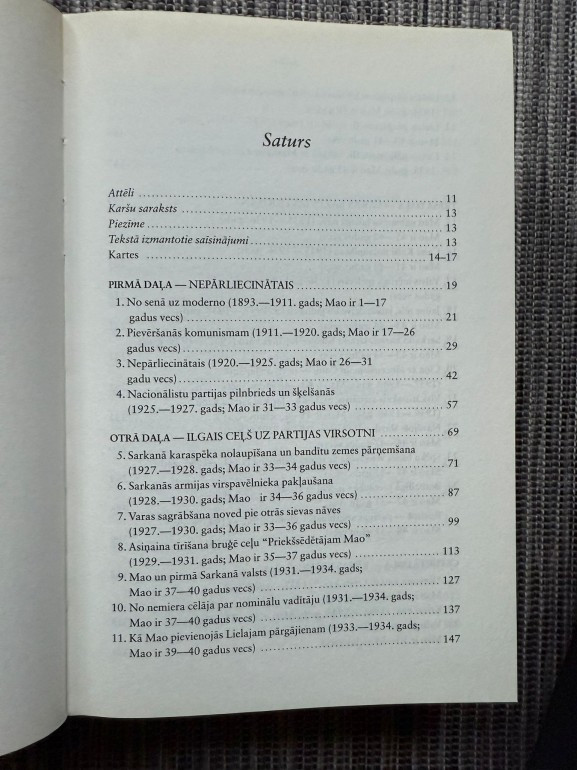 Saturs
Attēli 11
Karšu saraksts 13
Piezīme 13
Tekstā izmantotie saīsinājumi 13
Kartes 14–17
PIRMĀ DAĻA — NEPĀRLIECINĀTAIS 19
1. No senā uz moderno (1893.—1911. gads; Mao ir 1—17
gadus vecs) 21
2. Pievēršanās komunismam (1911.—1920. gads; Mao ir 17—26
gadus vecs) 29
3. Nepārliecinātais (1920.—1925. gads; Mao ir 26—31
gadu vecs) 42
4. Nacionālistu partijas pilnbrieds un šķelšanās
(1925.—1927. gads; Mao ir 31—33 gadus vecs) 57
OTRĀ DAĻA — ILGAIS CEĻŠ UZ PARTIJAS VIRSOTNI 69
5. Sarkanā karaspēka nolaupīšana un bandītu zemes pārņemšana
(1927.—1928. gads; Mao ir 33—34 gadus vecs) 71
6. Sarkanās armijas virspavēlnieka pakļaušana
(1928.—1930. gads; Mao ir 34—36 gadus vecs) 87
7. Varas sagrābšana noved pie otrās sievas nāves
(1927.—1930. gads; Mao ir 33—36 gadus vecs) 99
8. Asiņaina tīrīšana bruģē ceļu “Priekšsēdētājam Mao”
(1929.—1931. gads; Mao ir 35—37 gadus vecs) 113
9. Mao un pirmā Sarkanā valsts (1931.—1934. gads;
Mao ir 37—40 gadus vecs) 127
10. No nemiera cēlāja par nominālu vadītāju (1931.—1934. gads;
Mao ir 37—40 gadus vecs) 137
11. Kā Mao pievienojās Lielajam pārgājienam (1933.—1934. gads;
Mao ir 39—40 gadus vecs) 147